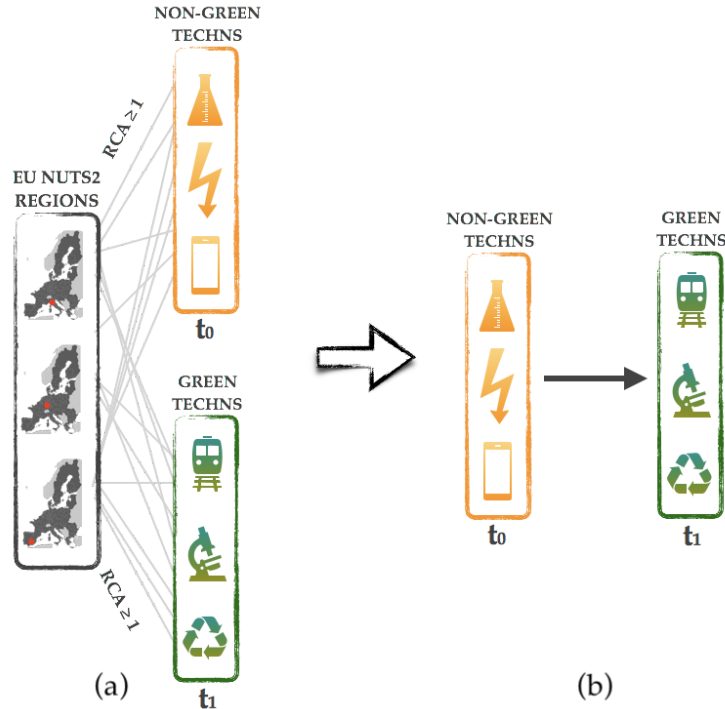 NON-GREEN
TECHNS
RCA ≥ 1
EU NUTS2
REGIONS
t0
GREEN
TECHNS
RCA ≥ 1
t1
(a)
NON-GREEN
TECHNS
t0
GREEN
TECHNS
t1
(b)